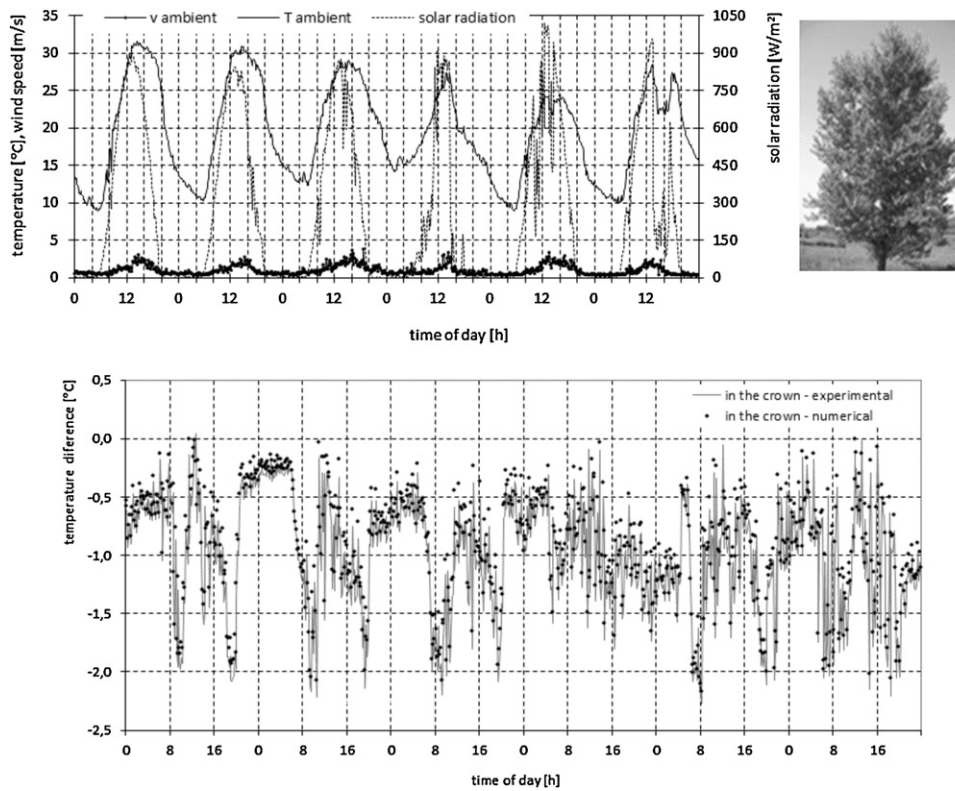 v ambient T ambient solar radiation
temperature [°C], wind speed [m/s]
35
30
25
20
15
10
5
0
1050
900
750
600
450
300
150
0
solar radiation [W/m²]
0 12 0 12 0 12 0 12 0 12 0 12
time of day [h]
in the crown - experimental
in the crown - numerical
temperature diference [°C]
0,5
0,0
-0,5
-1,0
-1,5
-2,0
-2,5
0 8 16 0 8 16 0 8 16 0 8 16 0 8 16 0 8 16
time of day [h]